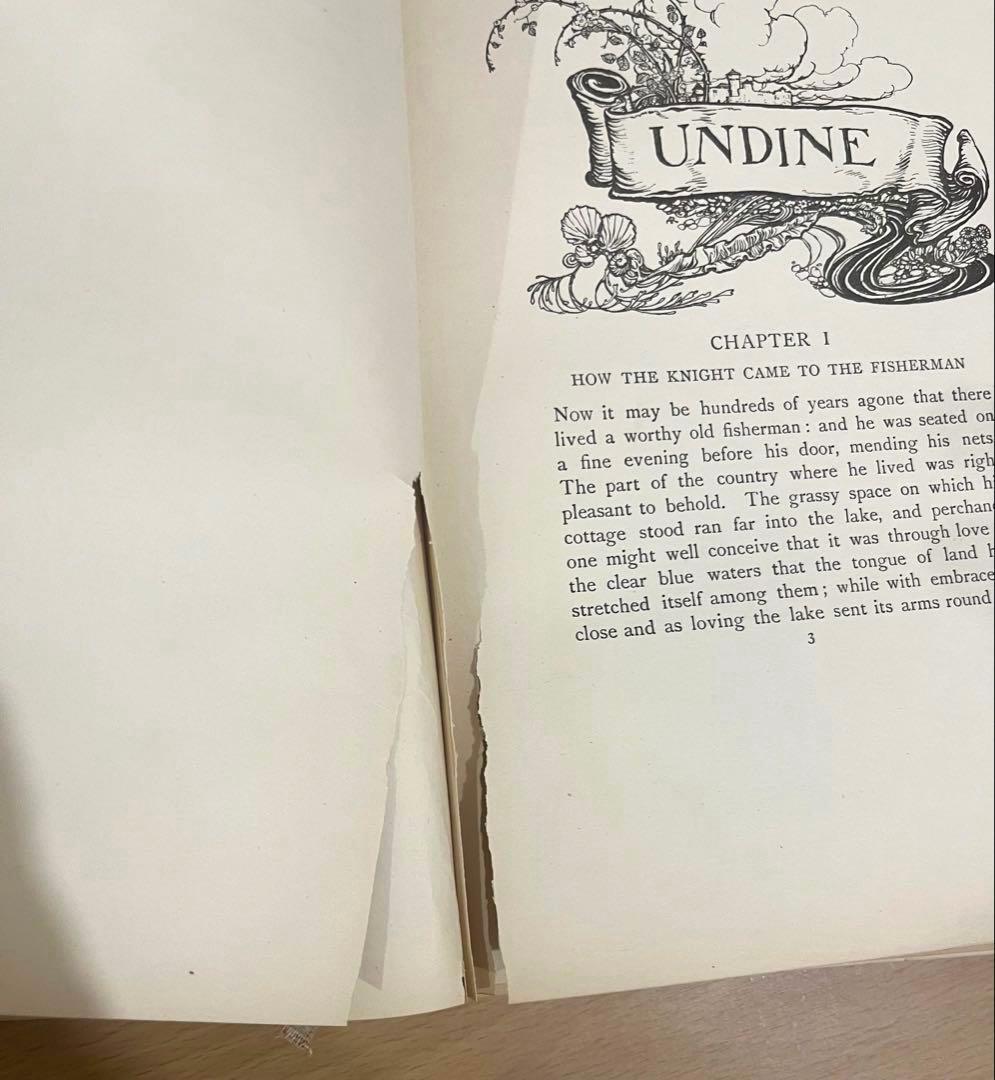 UNDINE
CHAPTER I
HOW THE KNIGHT CAME TO THE FISHERMAN
Now it may be hundreds of years agone that there
lived a worthy old fisherman: and he was seated on
a fine evening before his door, mending his nets
The part of the country where he lived was righ
pleasant to behold. The grassy space on which hi
cottage stood ran far into the lake, and perchan
one might well conceive that it was through love
the clear blue waters that the tongue of land h
stretched itself among them; while with embrace
close and as loving the lake sent its arms round
3